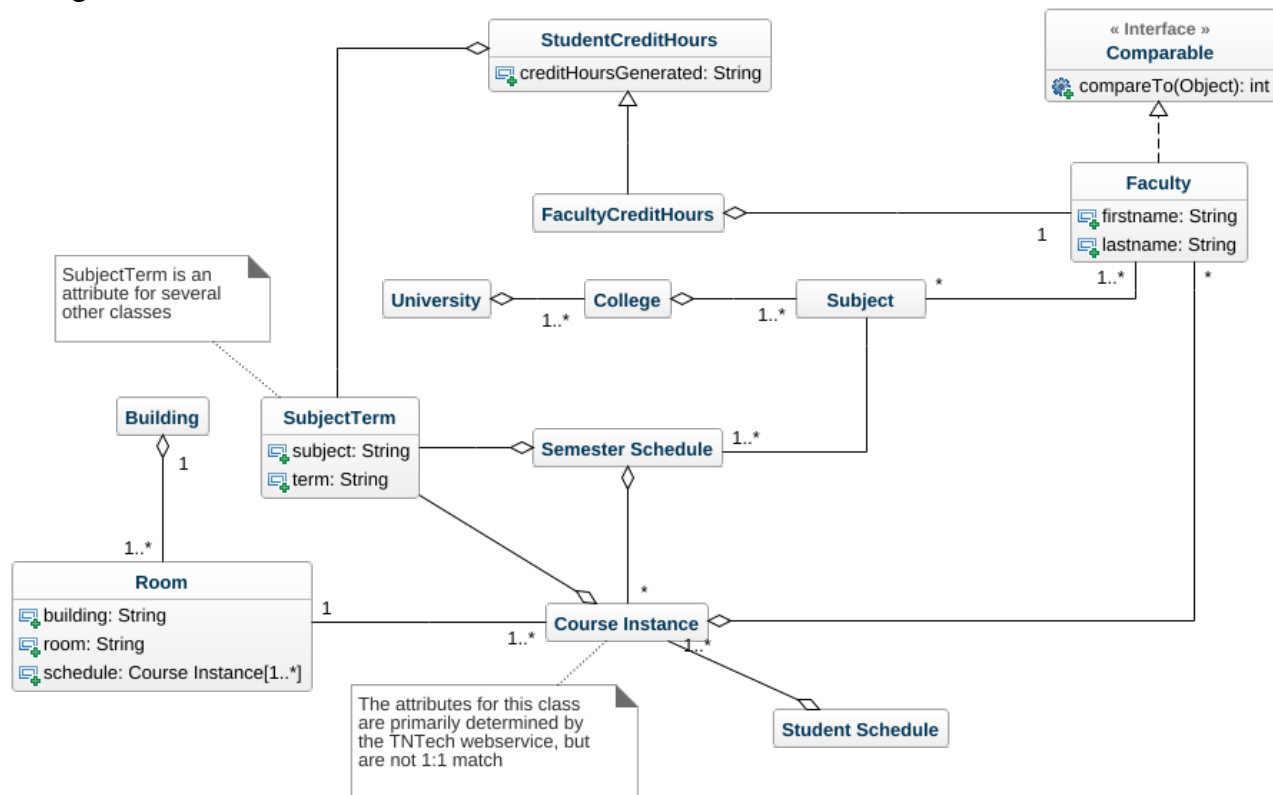 StudentCreditHours
creditHoursGenerated: String
« Interface »
Comparable
compareTo(Object): int
FacultyCreditHours
1
Faculty
firstname: String
lastname: String
1..*
*
SubjectTerm is an
attribute for several
other classes
University
1..*
College
1..*
Subject
*
Building
1
SubjectTerm
subject: String
term: String
Semester Schedule
1..*
1..*
Room
building: String
room: String
schedule: Course Instance[1..*]
1
1..*
*
Course Instance
1..*
The attributes for this class
are primarily determined by
the TNTech webservice, but
are not 1:1 match
Student Schedule